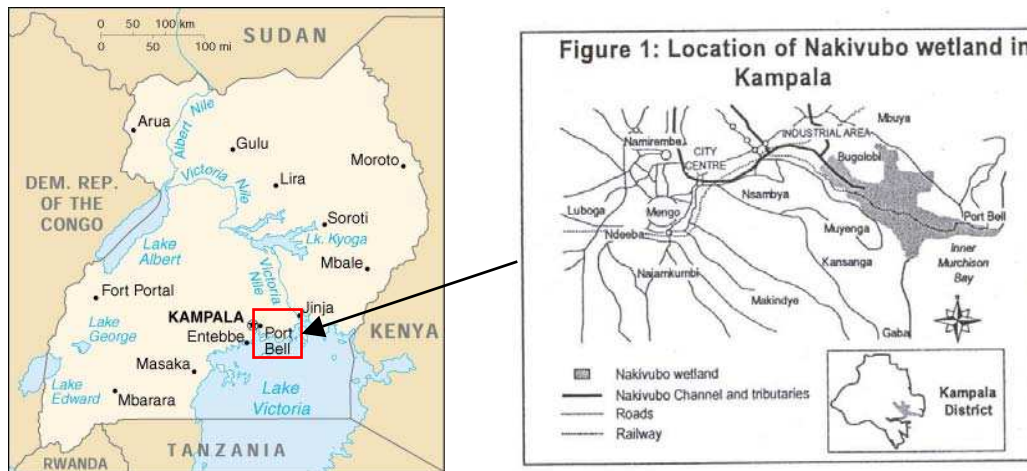 0 50 100 km
0 50 100 mi
SUDAN
Arua
Albert Nile
Gulu
Moroto
DEM. REP.
OF THE
CONGO
Victoria Nile
Lira
Soroti
Lk. Kyoga
Lake
Albert
Mbale
Victoria
Nile
Fort Portal
Jinja
KAMPALA
Port
Bell
KENYA
Lake
George
Entebbe
Masaka
Lake
Edward
Mbarara
Lake
Victoria
TANZANIA
RWANDA
Figure 1: Location of Nakivubo wetland in
Kampala
Mbuya
INDUSTRIAL AREA
Namirembe
CITY
CENTRE
Bugolobi
Nsambya
Luboga
Mengo
Port Bell
Ndeeba
Muyenga
Inner
Murchison
Bay
Kansanga
Najjamkumbi
Makindye
Gaba
Nakivubo wetland
Nakivubo Channel and tributaries
Roads
Railway
Kampala
District